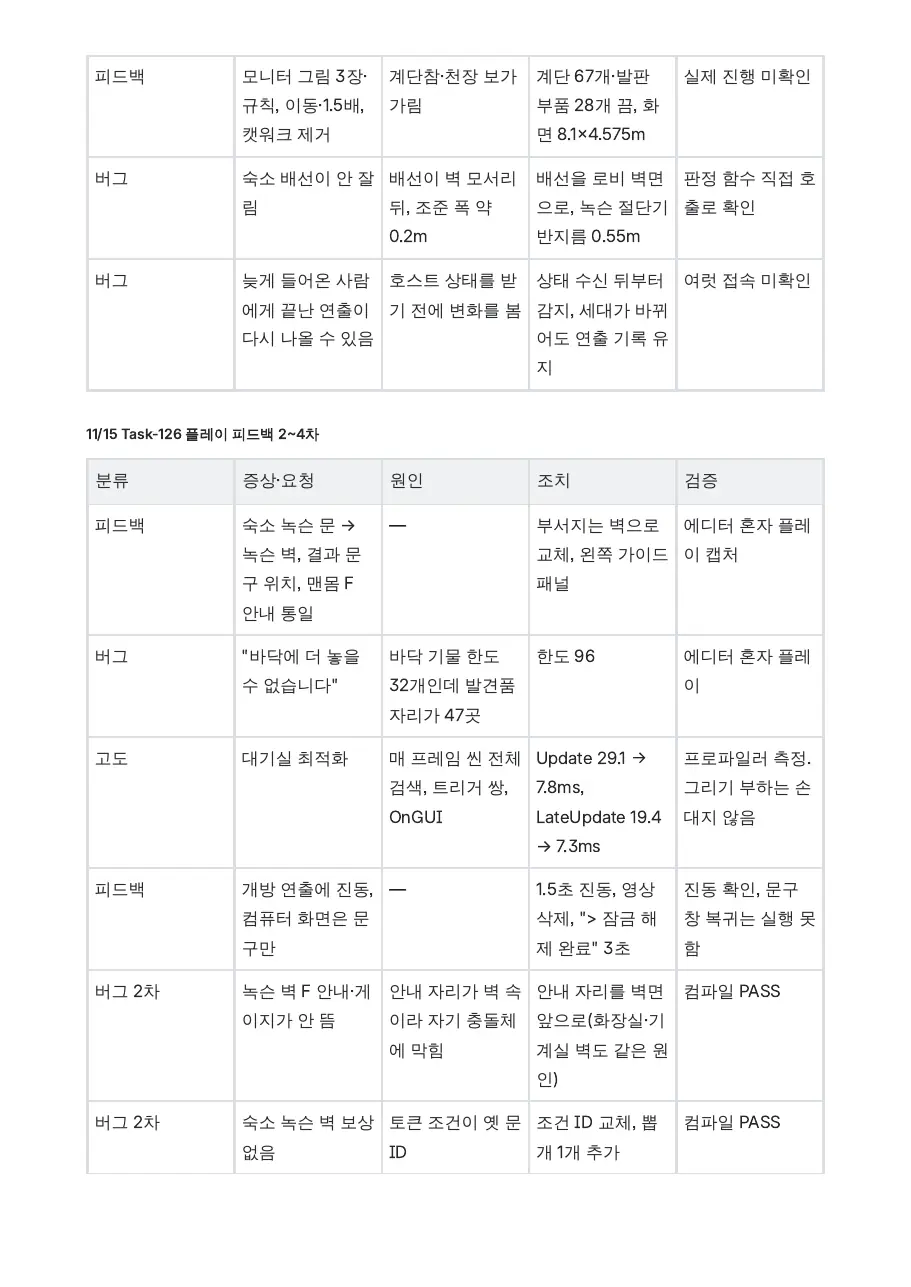 피드백
모니터 그림 3장·
규칙, 이동·1.5배,
캣워크 제거
계단참·천장 보가
가림
계단 67개·발판
부품 28개 끔, 화
면 8.1×4.575m
실제 진행 미확인
버그
숙소 배선이 안 잘
림
배선이 벽 모서리
뒤, 조준 폭 약
0.2m
배선을 로비 벽면
으로, 녹슨 절단기
반지름 0.55m
판정 함수 직접 호
출로 확인
버그
늦게 들어온 사람
에게 끝난 연출이
다시 나올 수 있음
호스트 상태를 받
기 전에 변화를 봄
상태 수신 뒤부터
감지, 세대가 바뀌
어도 연출 기록 유
지
여럿 접속 미확인
11/15 Task-126 플레이 피드백 2~4차
분류
증상·요청
원인
조치
검증
피드백
숙소 녹슨 문 →
녹슨 벽, 결과 문
구 위치, 맨몸 F
안내 통일
—
부서지는 벽으로
교체, 왼쪽 가이드
패널
에디터 혼자 플레
이 캡처
버그
"바닥에 더 놓을
수 없습니다"
바닥 기물 한도
32개인데 발견품
자리가 47곳
한도 96
에디터 혼자 플레
이
고도
대기실 최적화
매 프레임 씬 전체
검색, 트리거 쌍,
OnGUI
Update 29.1 →
7.8ms,
LateUpdate 19.4
→ 7.3ms
프로파일러 측정.
그리기 부하는 손
대지 않음
피드백
개방 연출에 진동,
컴퓨터 화면은 문
구만
—
1.5초 진동, 영상
삭제, "> 잠금 해
제 완료" 3초
진동 확인, 문구
창 복귀는 실행 못
함
버그 2차
녹슨 벽 F 안내·게
이지가 안 뜸
안내 자리가 벽 속
이라 자기 충돌체
에 막힘
안내 자리를 벽면
앞으로(화장실·기
계실 벽도 같은 원
인)
컴파일 PASS
버그 2차
숙소 녹슨 벽 보상
없음
토큰 조건이 옛 문
ID
조건 ID 교체, 뽑
개 1개 추가
컴파일 PASS